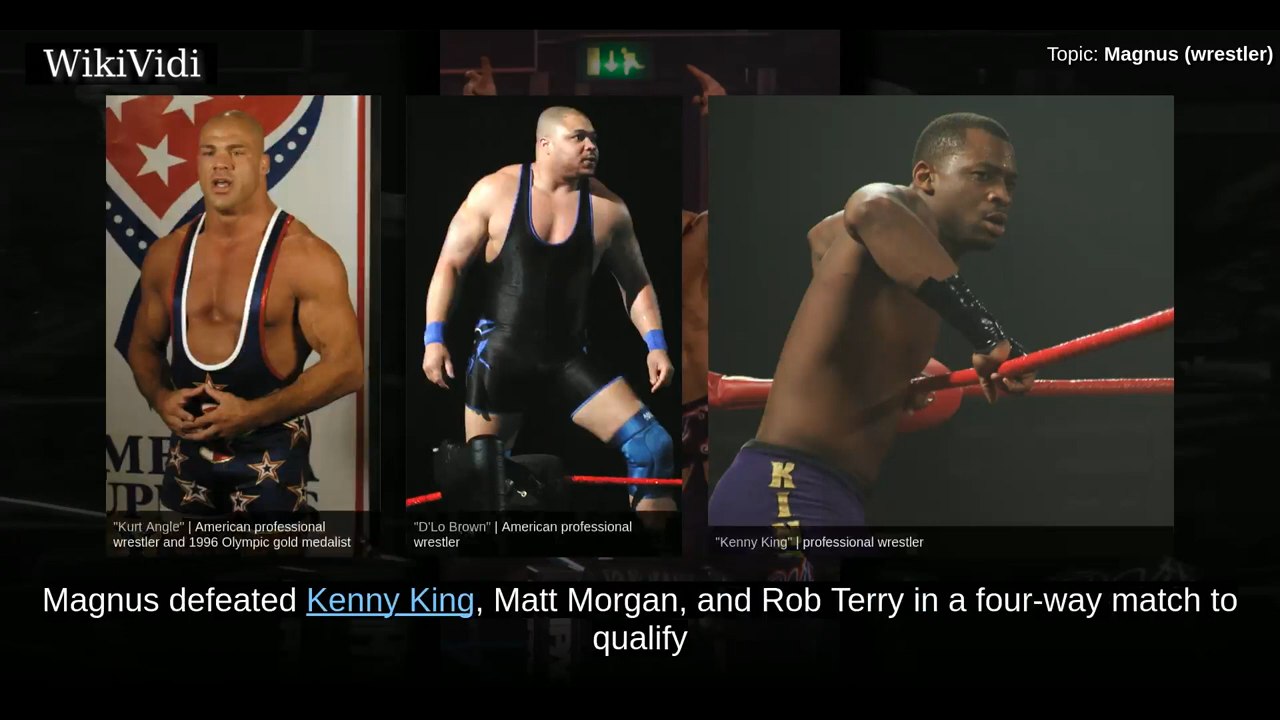 WikiVidi
Topic: Magnus (wrestler)
"Kurt Angle" | American professional
wrestler and 1996 Olympic gold medalist
"D'Lo Brown" | American professional
wrestler
KIN
"Kenny King" | professional wrestler
Magnus defeated Kenny King, Matt Morgan, and Rob Terry in a four-way match to
qualify